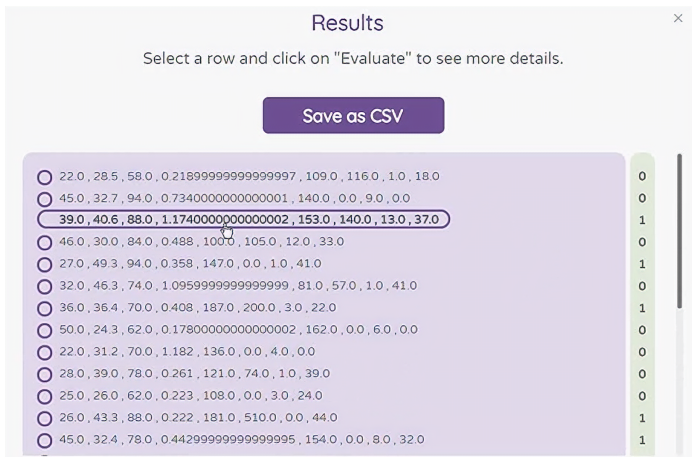 Results
×
Select a row and click on "Evaluate" to see more details.
Save as CSV
22.0 , 28.5 , 58.0 , 0.21899999999999997 , 109.0 , 116.0 , 1.0 , 18.0 0
45.0 , 32.7 , 94.0 , 0.7340000000000001 , 140.0 , 0.0 , 9.0 , 0.0 0
39.0 , 40.6 , 88.0 , 1.1740000000000002 , 153.0 , 140.0 , 13.0 , 37.0 1
46.0 , 30.0 , 84.0 , 0.488 , 100.0 , 105.0 , 12.0 , 33.0 0
27.0 , 49.3 , 94.0 , 0.358 , 147.0 , 0.0 , 1.0 , 41.0 1
32.0 , 46.3 , 74.0 , 1.0959999999999999 , 81.0 , 57.0 , 1.0 , 41.0 0
36.0 , 36.4 , 70.0 , 0.408 , 187.0 , 200.0 , 3.0 , 22.0 1
50.0 , 24.3 , 62.0 , 0.17800000000000002 , 162.0 , 0.0 , 6.0 , 0.0 0
22.0 , 31.2 , 70.0 , 1.182 , 136.0 , 0.0 , 4.0 , 0.0 0
28.0 , 39.0 , 78.0 , 0.261 , 121.0 , 74.0 , 1.0 , 39.0 0
25.0 , 26.0 , 62.0 , 0.223 , 108.0 , 0.0 , 3.0 , 24.0 0
26.0 , 43.3 , 88.0 , 0.222 , 181.0 , 510.0 , 0.0 , 44.0 1
45.0 , 32.4 , 78.0 , 0.44299999999999995 , 154.0 , 0.0 , 8.0 , 32.0 1